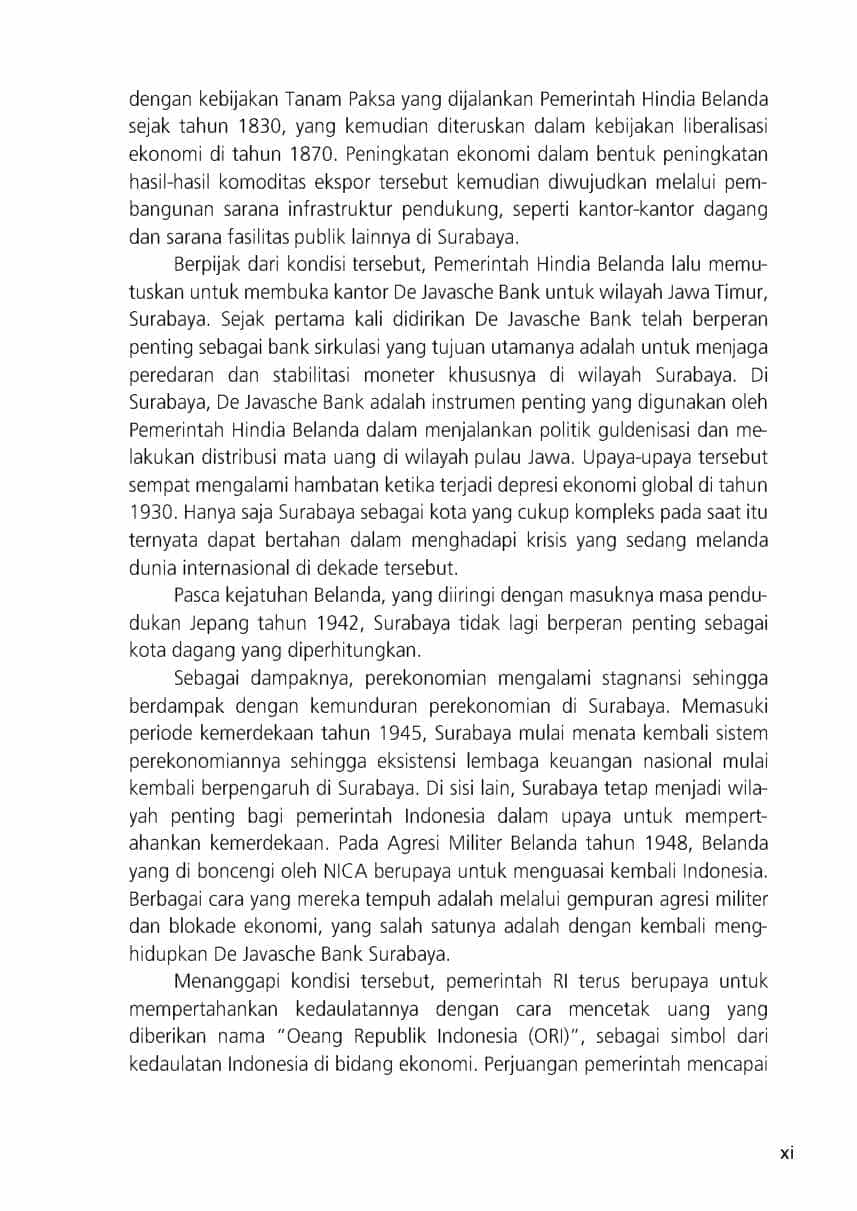 dengan kebijakan Tanam Paksa yang dijalankan Pemerintah Hindia Belanda
sejak tahun 1830, yang kemudian diteruskan dalam kebijakan liberalisasi
ekonomi di tahun 1870. Peningkatan ekonomi dalam bentuk peningkatan
hasil-hasil komoditas ekspor tersebut kemudian diwujudkan melalui pem-
bangunan sarana infrastruktur pendukung, seperti kantor-kantor dagang
dan sarana fasilitas publik lainnya di Surabaya.
Berpijak dari kondisi tersebut, Pemerintah Hindia Belanda lalu memu-
tuskan untuk membuka kantor De Javasche Bank untuk wilayah Jawa Timur,
Surabaya. Sejak pertama kali didirikan De Javasche Bank telah berperan
penting sebagai bank sirkulasi yang tujuan utamanya adalah untuk menjaga
peredaran dan stabilitasi moneter khususnya di wilayah Surabaya. Di
Surabaya, De Javasche Bank adalah instrumen penting yang digunakan oleh
Pemerintah Hindia Belanda dalam menjalankan politik guldenisasi dan me-
lakukan distribusi mata uang di wilayah pulau Jawa. Upaya-upaya tersebut
sempat mengalami hambatan ketika terjadi depresi ekonomi global di tahun
1930. Hanya saja Surabaya sebagai kota yang cukup kompleks pada saat itu
ternyata dapat bertahan dalam menghadapi krisis yang sedang melanda
dunia internasional di dekade tersebut.
Pasca kejatuhan Belanda, yang diiringi dengan masuknya masa pendu-
dukan Jepang tahun 1942, Surabaya tidak lagi berperan penting sebagai
kota dagang yang diperhitungkan.
Sebagai dampaknya, perekonomian mengalami stagnansi sehingga
berdampak dengan kemunduran perekonomian di Surabaya. Memasuki
periode kemerdekaan tahun 1945, Surabaya mulai menata kembali sistem
perekonomiannya sehingga eksistensi lembaga keuangan nasional mulai
kembali berpengaruh di Surabaya. Di sisi lain, Surabaya tetap menjadi wila-
yah penting bagi pemerintah Indonesia dalam upaya untuk mempert-
ahankan kemerdekaan. Pada Agresi Militer Belanda tahun 1948, Belanda
yang di boncengi oleh NICA berupaya untuk menguasai kembali Indonesia.
Berbagai cara yang mereka tempuh adalah melalui gempuran agresi militer
dan blokade ekonomi, yang salah satunya adalah dengan kembali meng-
hidupkan De Javasche Bank Surabaya.
Menanggapi kondisi tersebut, pemerintah RI terus berupaya untuk
mempertahankan kedaulatannya dengan cara mencetak uang yang
diberikan nama “Oeang Republik Indonesia (ORI)”, sebagai simbol dari
kedaulatan Indonesia di bidang ekonomi. Perjuangan pemerintah mencapai
xi